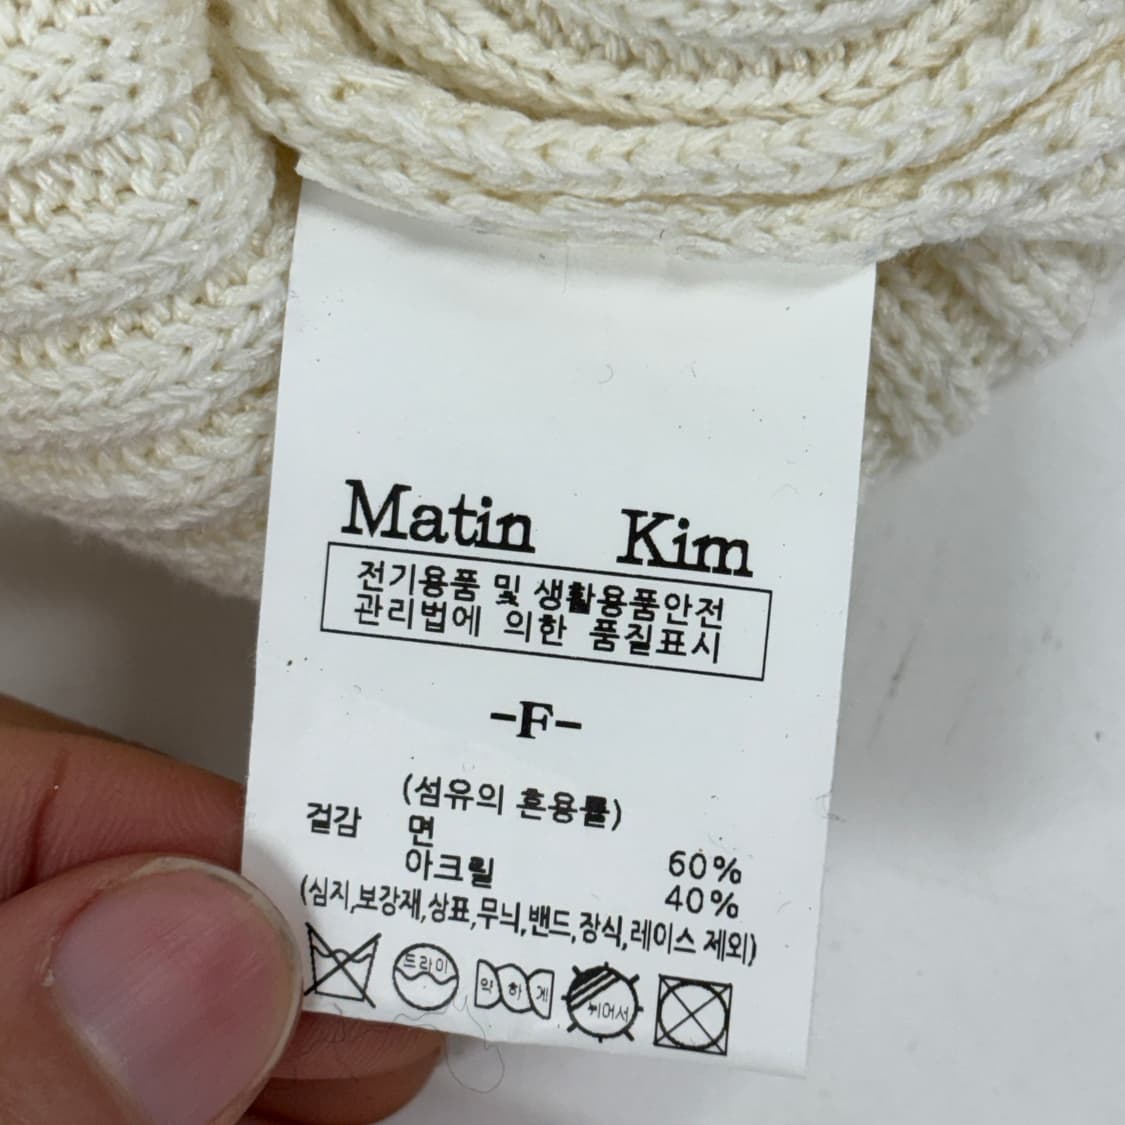 Matin Kim
전기용품 및 생활용품안전
관리법에 의한 품질표시
-F-
(섬유의 혼용률)
걸감 면 60%
아크릴 40%
(심지,보강재,상표,무늬,밴드,장식,레이스 제외)
드라이 약하게 뉘어서